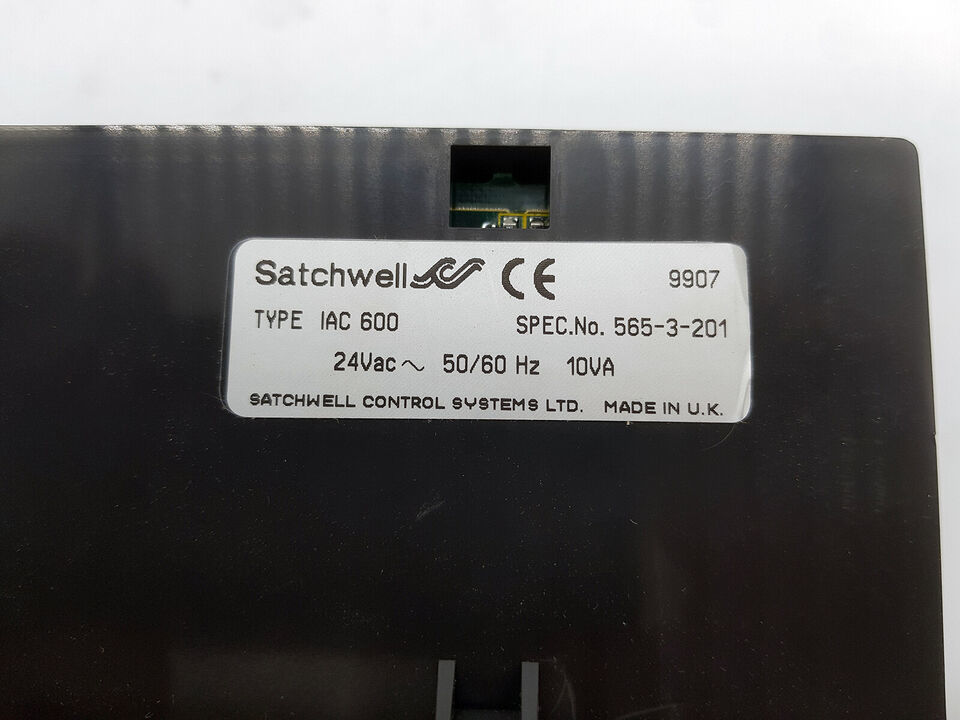 Satchwell CE 9907
TYPE IAC 600 SPEC.No. 565-3-201
24Vac~ 50/60 Hz 10VA
SATCHWELL CONTROL SYSTEMS LTD. MADE IN U.K.